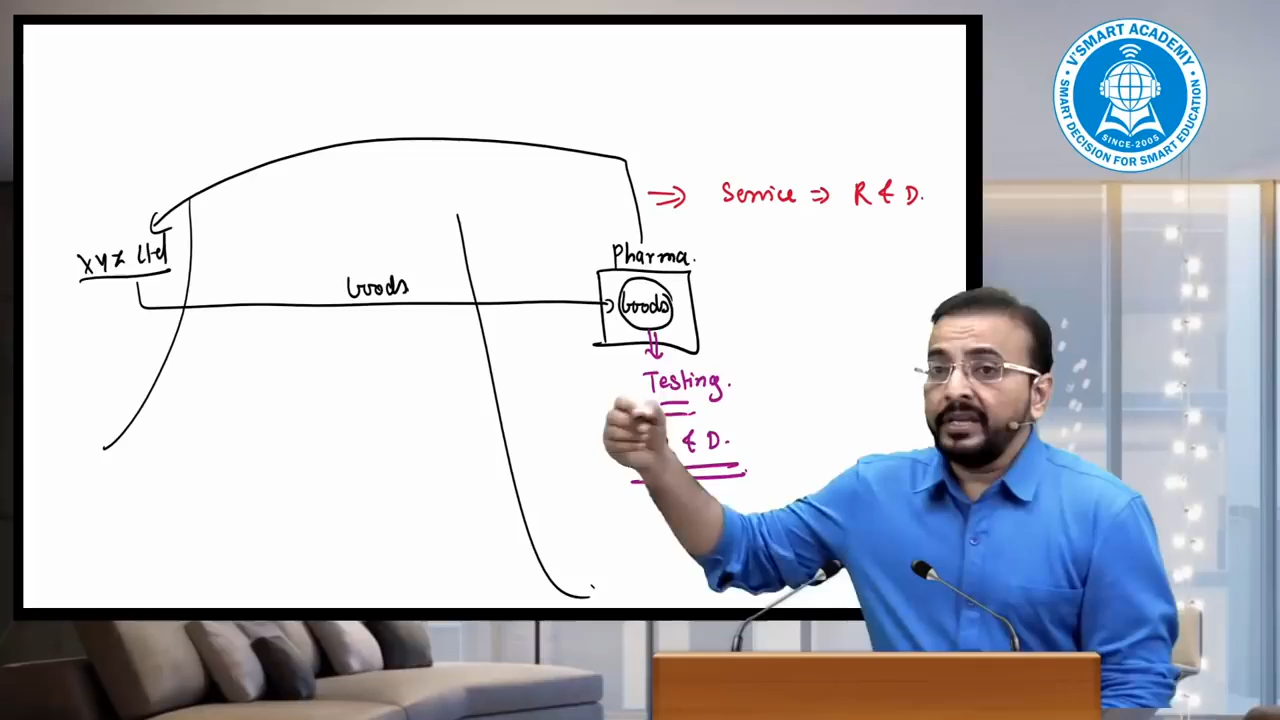 V'SMART ACADEMY
SMART DECISION FOR SMART EDUCATION
SINCE-2005
Service ⇒ R & D.
XYZ Ltd
Pharma.
Goods
Goods
Testing.
& D.